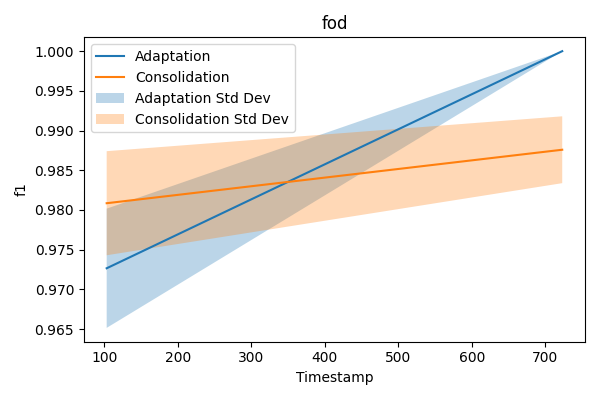 fod
Adaptation
Consolidation
Adaptation Std Dev
Consolidation Std Dev
f1
1.000
0.995
0.990
0.985
0.980
0.975
0.970
0.965
100 200 300 400 500 600 700
Timestamp